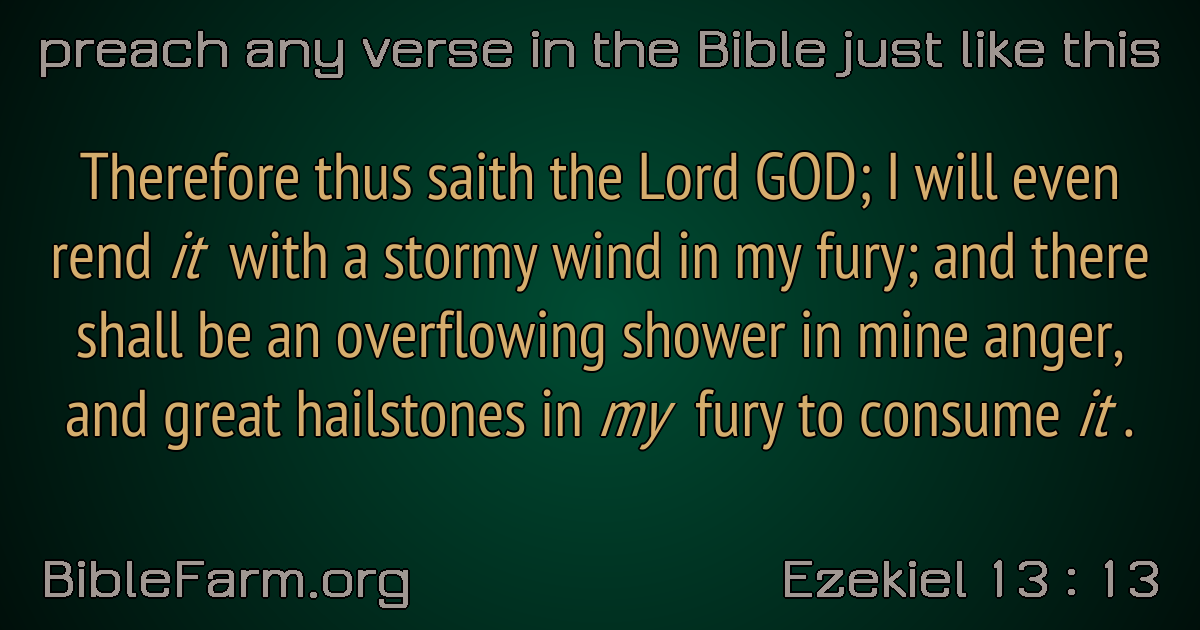 preach any verse in the Bible just like this
Therefore thus saith the Lord GOD; I will even
rend it with a stormy wind in my fury; and there
shall be an overflowing shower in mine anger,
and great hailstones in my fury to consume it .
BibleFarm.org
Ezekiel 13 : 13